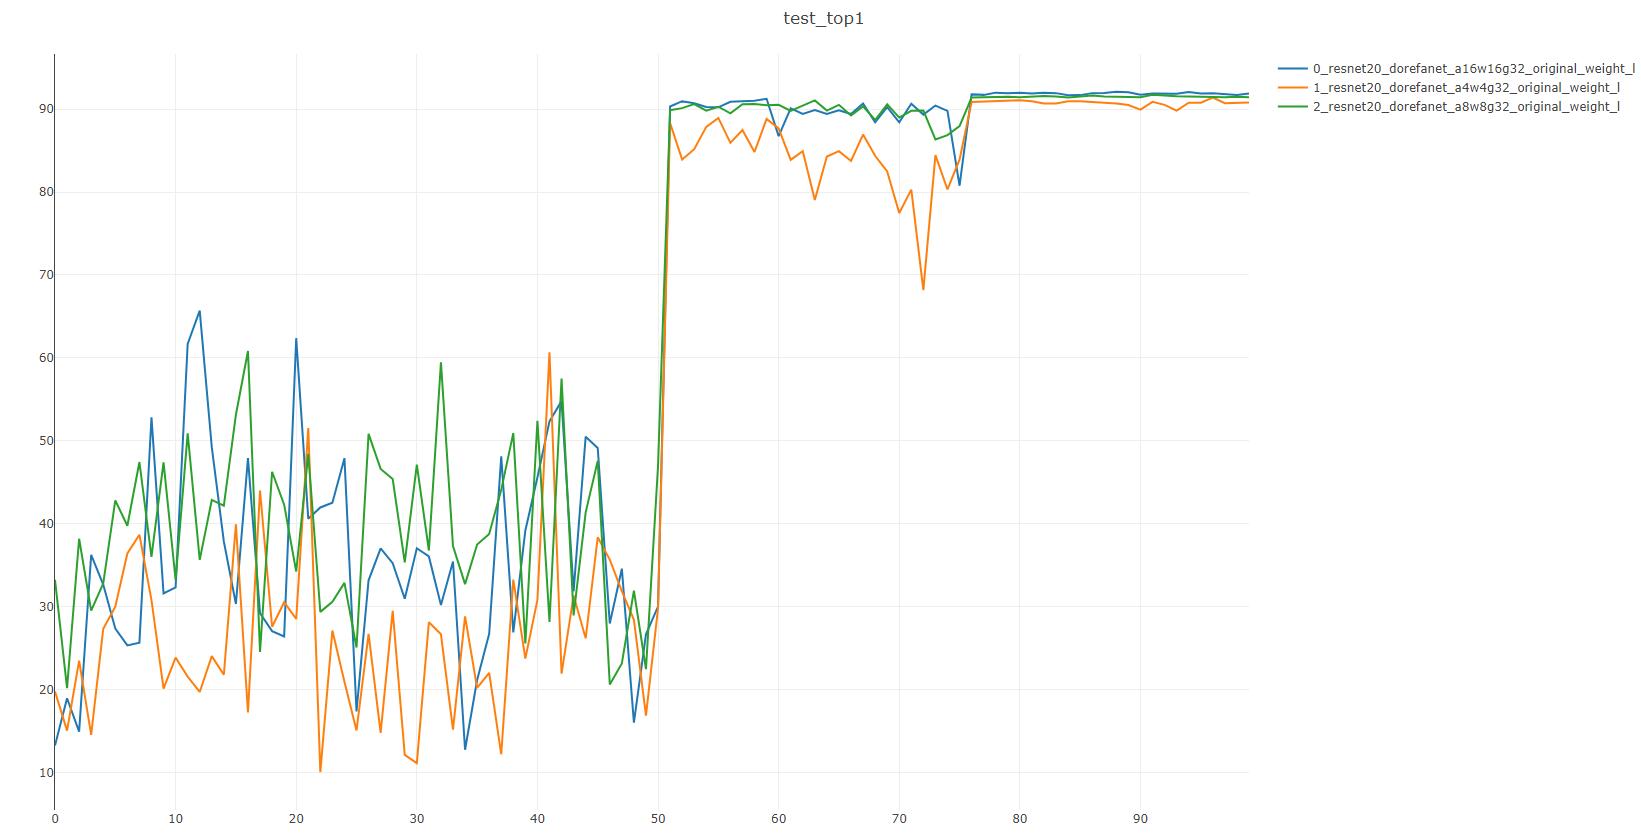 test_top1
0_resnet20_dorefanet_a16w16g32_original_weight_l
1_resnet20_dorefanet_a4w4g32_original_weight_l
2_resnet20_dorefanet_a8w8g32_original_weight_l
90
80
70
60
50
40
30
20
10
0 10 20 30 40 50 60 70 80 90